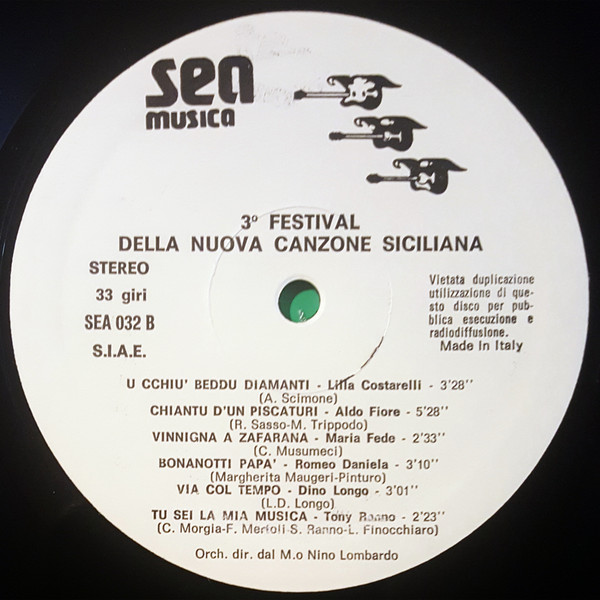 sea
musica
3º FESTIVAL
DELLA NUOVA CANZONE SICILIANA
STEREO
33 giri
SEA 032 B
S.I.A.E.
Vietata duplicazione
utilizzazione di que-
sto disco per pub-
blica esecuzione e
radiodiffusione.
Made in Italy
U CCHIU' BEDDU DIAMANTI - Lilla Costarelli - 3'28''
(A. Scimone)
CHIANTU D'UN PISCATURI - Aldo Fiore - 5'28''
(R. Sasso-M. Trippodo)
VINNIGNA A ZAFARANA - Maria Fede - 2'33''
(C. Musumeci)
BONANOTTI PAPA' - Romeo Daniela - 3'10''
(Margherita Maugeri-Pinturo)
VIA COL TEMPO - Dino Longo - 3'01''
(L.D. Longo)
TU SEI LA MIA MUSICA - Tony Ranno - 2'23''
(C. Morgia-F. Merioli-S. Ranno-L. Finocchiaro)
Orch. dir. dal M.o Nino Lombardo